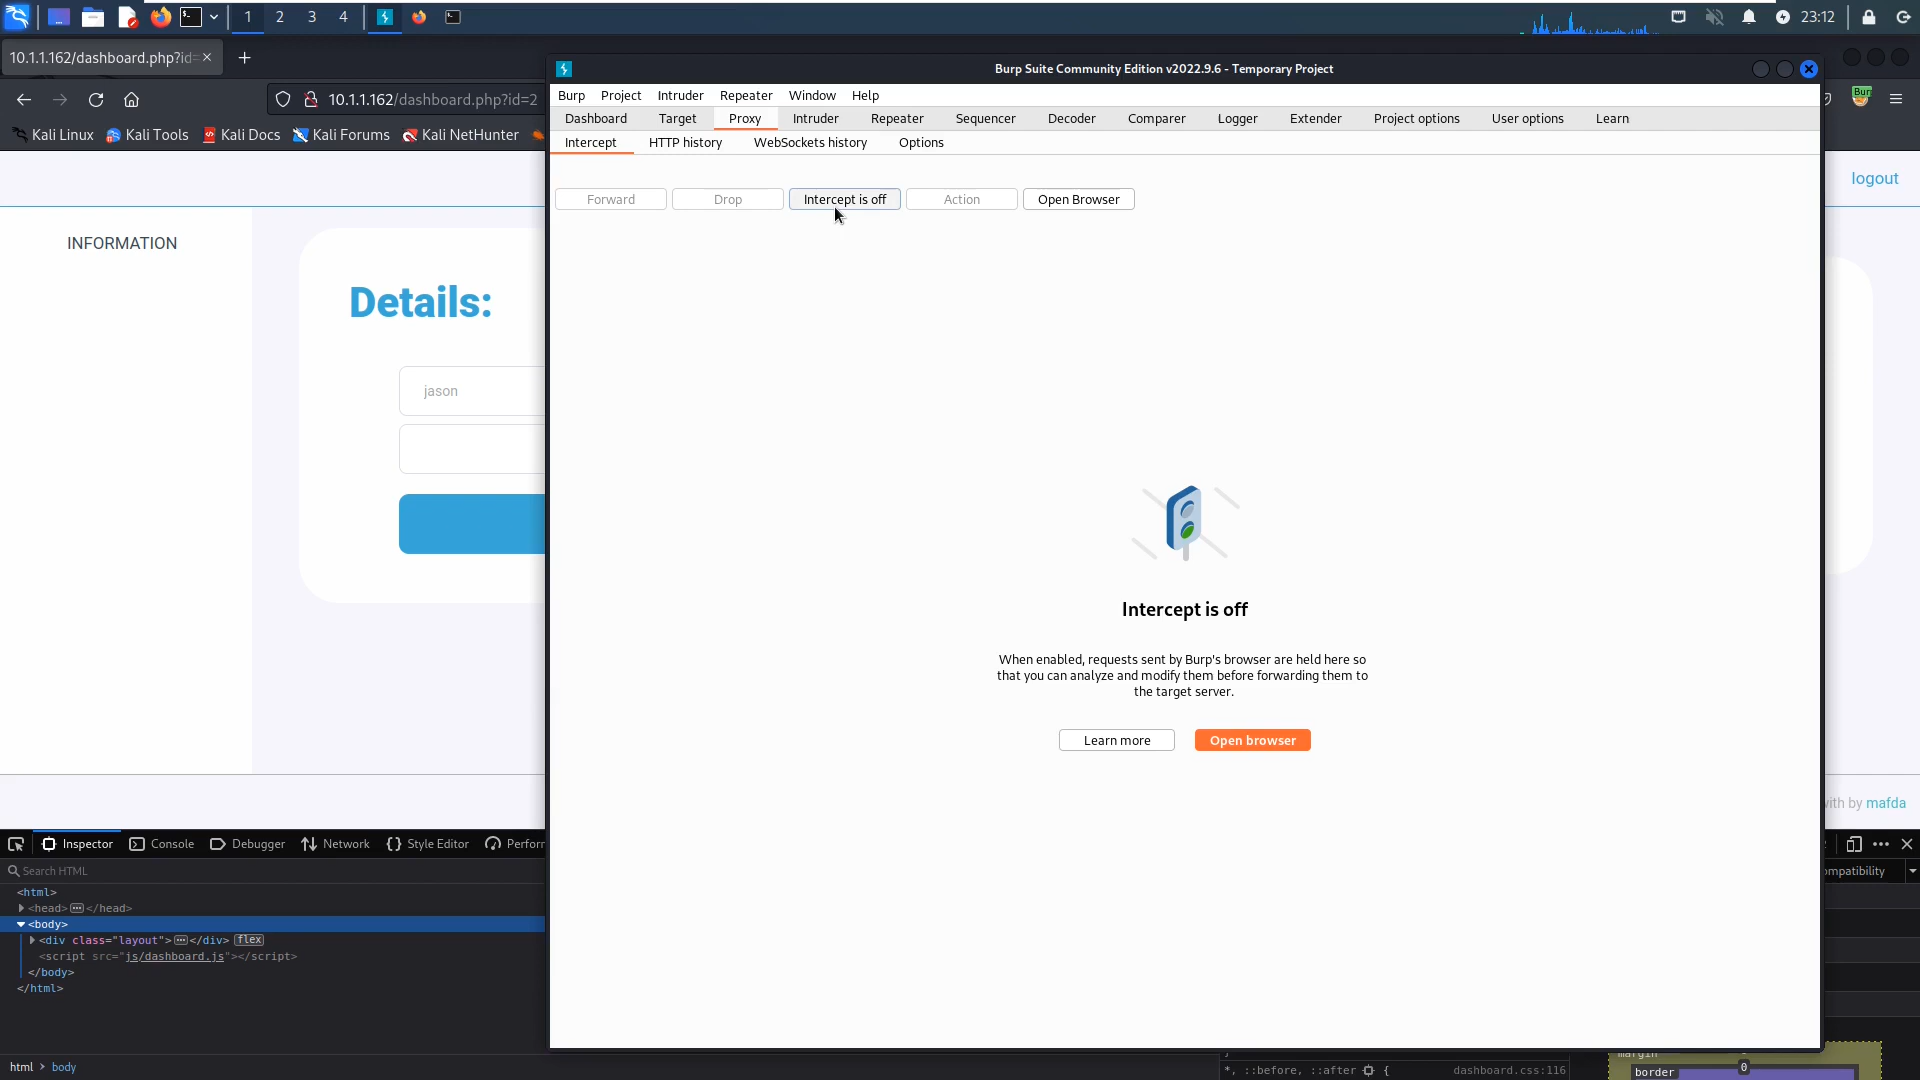 1 2 3 4 23:12
10.1.1.162/dashboard.php?id=
10.1.1.162/dashboard.php?id=2
Kali Linux Kali Tools Kali Docs Kali Forums Kali NetHunter
Burp Suite Community Edition v2022.9.6 - Temporary Project
Burp Project Intruder Repeater Window Help
Dashboard Target Proxy Intruder Repeater Sequencer Decoder Comparer Logger Extender Project options User options Learn
Intercept HTTP history WebSockets history Options
Forward Drop Intercept is off Action Open Browser
Intercept is off
When enabled, requests sent by Burp's browser are held here so
that you can analyze and modify them before forwarding them to
the target server.
Learn more Open browser
logout
INFORMATION
Details:
jason
with by mafda
Inspector Console Debugger Network Style Editor Perform
Search HTML
ompatibility
<html>
<head> </head>
<body>
<div class="layout"> </div> flex
<script src="js/dashboard.js"></script>
</body>
</html>
html > body
*, ::before, ::after { dashboard.css:116
margin
border 0